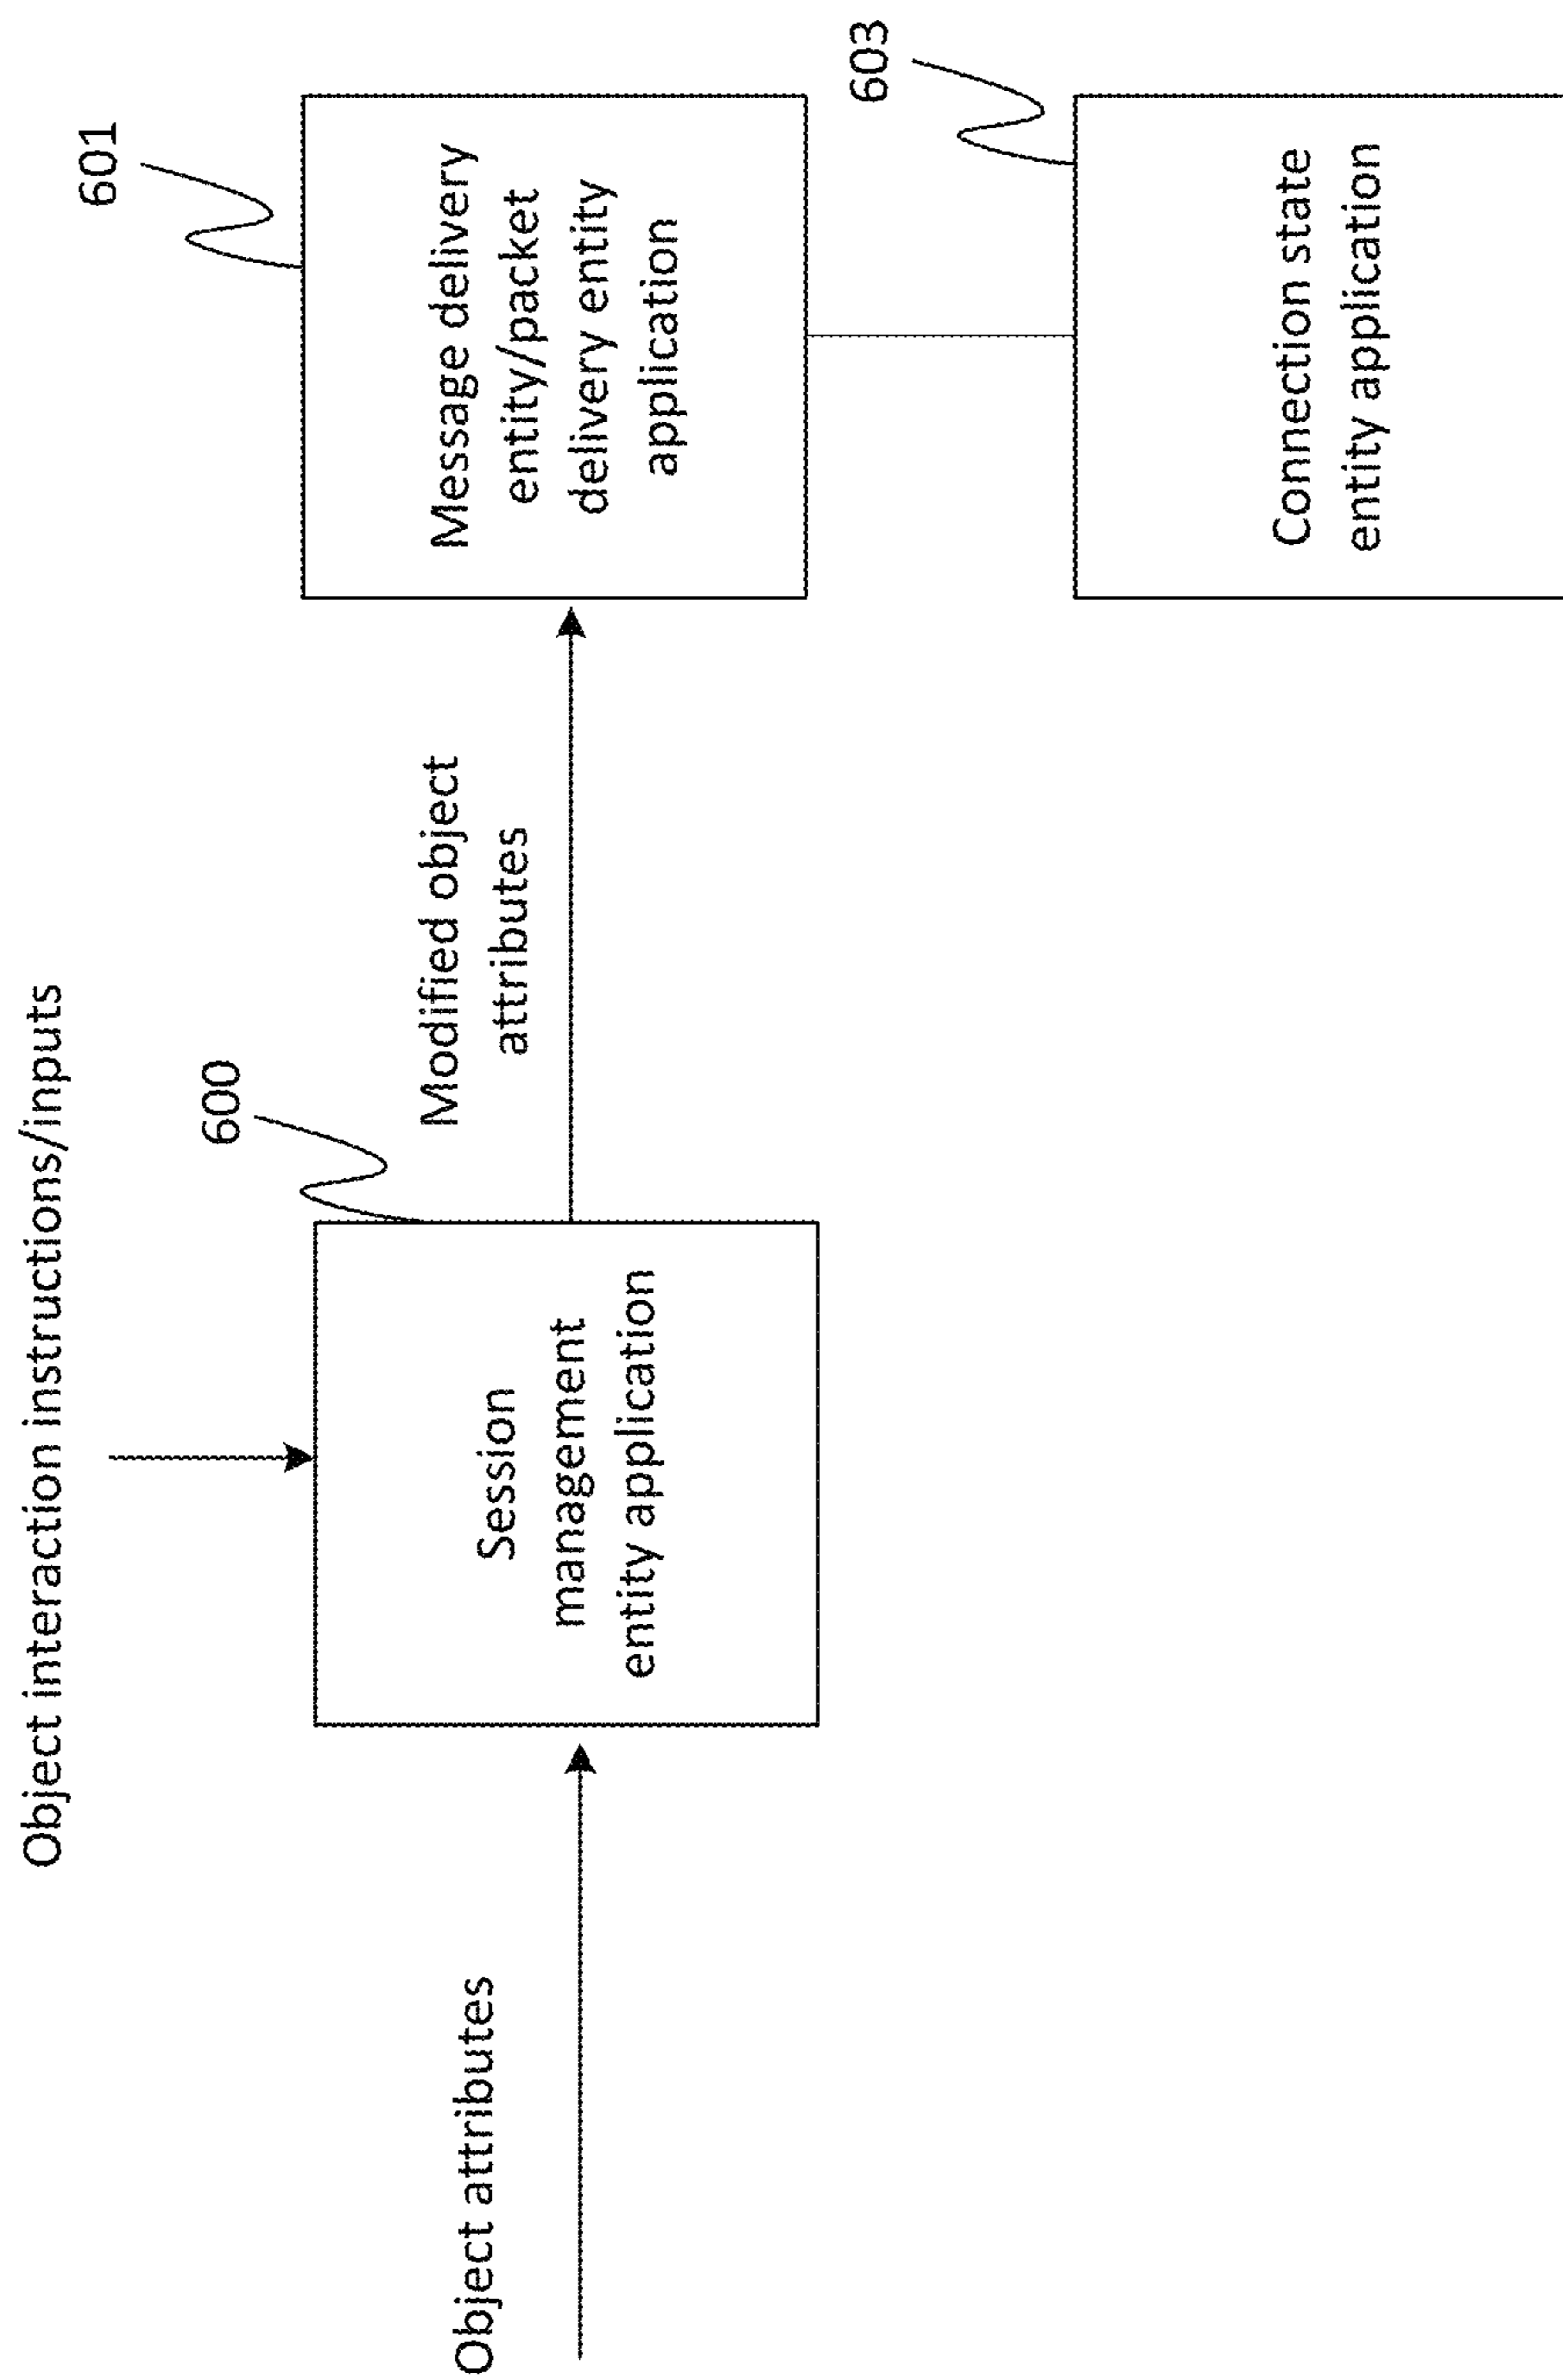 Object interaction instructions/inputs
Object attributes
600
Session
management
entity application
Modified object
attributes
601
Message delivery
entity/packet
delivery entity
application
603
Connection state
entity application